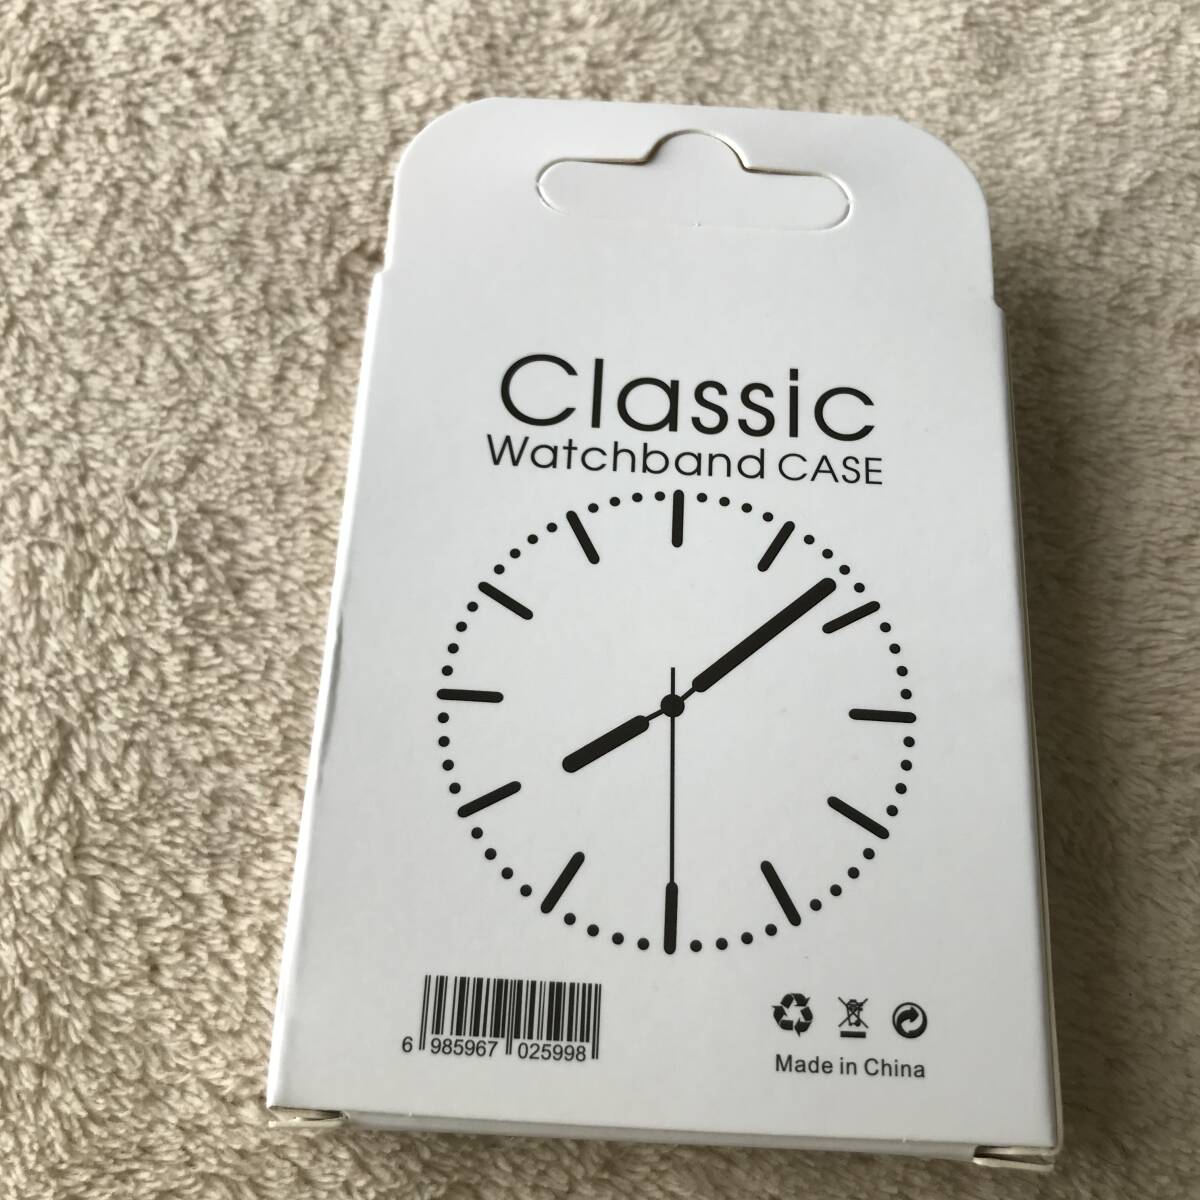 Classic
Watchband CASE
6 985967 025998
Made in China